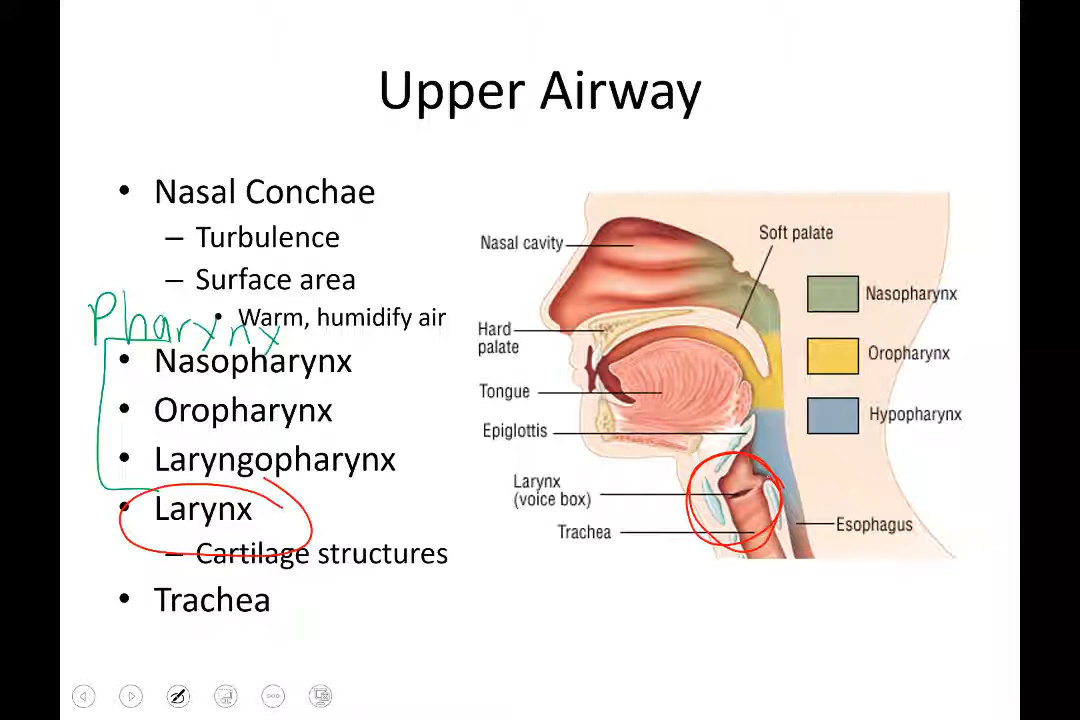 Upper Airway
• Nasal Conchae
– Turbulence
– Surface area
• Warm, humidify air
Pharynx
• Nasopharynx
• Oropharynx
• Laryngopharynx
• Larynx
– Cartilage structures
• Trachea
Nasal cavity
Soft palate
Hard
palate
Tongue
Epiglottis
Larynx
(voice box)
Trachea
Esophagus
Nasopharynx
Oropharynx
Hypopharynx